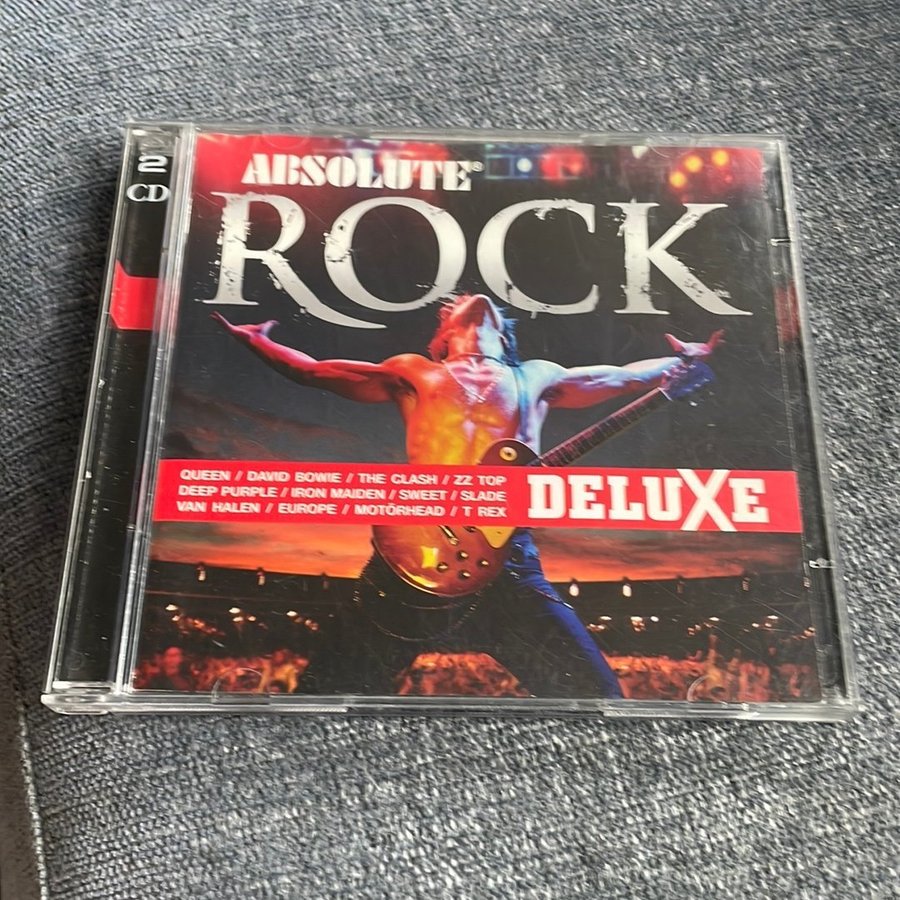 2
CD
ABSOLUTE®
ROCK
QUEEN / DAVID BOWIE / THE CLASH / ZZ TOP
DEEP PURPLE / IRON MAIDEN / SWEET / SLADE
VAN HALEN / EUROPE / MOTÖRHEAD / T REX
DELUXE